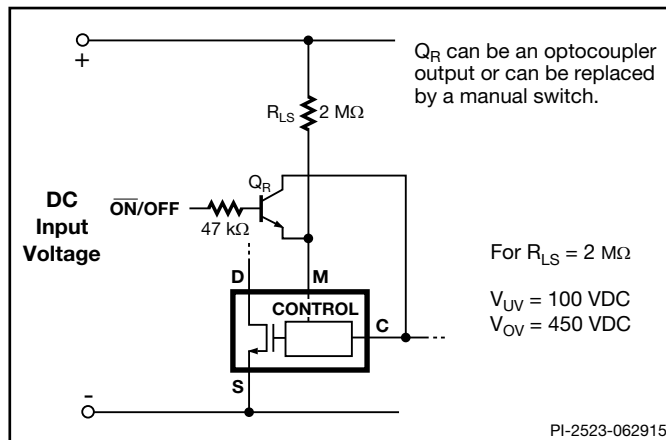 +
Q_R can be an optocoupler
output or can be replaced
by a manual switch.
R_LS 2 MΩ
Q_R
DC
Input
Voltage
O̅N̅/OFF
47 kΩ
For R_LS = 2 MΩ
D M
CONTROL
C
V_UV = 100 VDC
V_OV = 450 VDC
S
-
PI-2523-062915